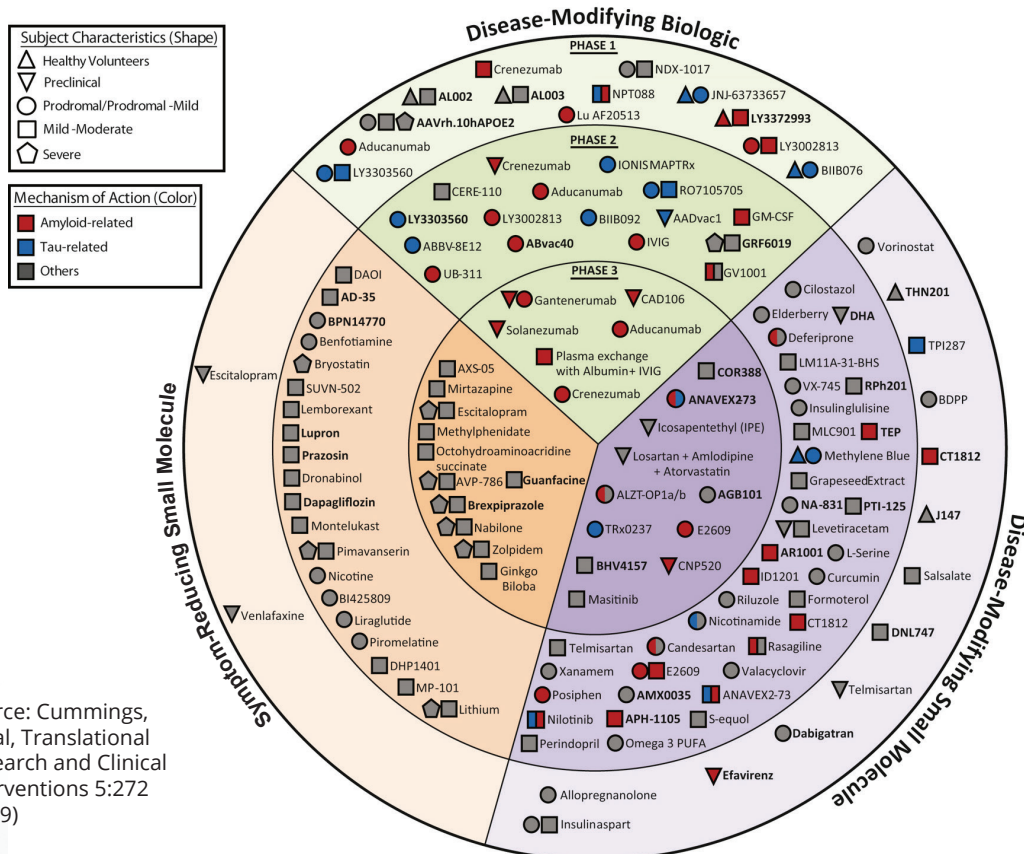 Disease-Modifying Biologic
Subject Characteristics (Shape)
Healthy Volunteers
Preclinical
Prodromal/Prodromal -Mild
Mild -Moderate
Severe
Mechanism of Action (Color)
Amyloid-related
Tau-related
Others
PHASE 1
Crenezumab
NDX-1017
AL002
AL003
NPT088
JNJ-63733657
AAVrh.10hAPOE2
Lu AF20513
LY3372993
Aducanumab
LY3002813
LY3303560
BIIB076
PHASE 2
Crenezumab
IONIS MAPTRx
CERE-110
Aducanumab
RO7105705
LY3303560
LY3002813
BIIB092
AADvac1
GM-CSF
ABBV-8E12
ABvac40
IVIG
GRF6019
UB-311
GV1001
PHASE 3
Gantenerumab
CAD106
Solanezumab
Aducanumab
Plasma exchange
with Albumin+ IVIG
Crenezumab
Symptom-Reducing Small Molecule
Escitalopram
Venlafaxine
DAOI
AD-35
BPN14770
Benfotiamine
Bryostatin
SUVN-502
Lemborexant
Lupron
Prazosin
Dronabinol
Dapagliflozin
Montelukast
Pimavanserin
Nicotine
BI425809
Liraglutide
Piromelatine
DHP1401
MP-101
Lithium
AXS-05
Mirtazapine
Escitalopram
Methylphenidate
Octohydroaminoacridine
succinate
AVP-786
Guanfacine
Brexpiprazole
Nabilone
Zolpidem
Ginkgo
Biloba
COR388
ANAVEX2-73
Icosapentethyl (IPE)
Losartan + Amlodipine
+ Atorvastatin
ALZT-OP1a/b
AGB101
TRx0237
E2609
BHV4157
CNP520
Masitinib
Cilostazol
Elderberry
DHA
Deferiprone
LM11A-31-BHS
VX-745
RPh201
Insulinglulisine
MLC901
TEP
Methylene Blue
GrapeseedExtract
NA-831
PTI-125
Levetiracetam
AR1001
L-Serine
ID1201
Curcumin
Riluzole
Formoterol
Nicotinamide
CT1812
Telmisartan
Candesartan
Rasagiline
Xanamem
E2609
Valacyclovir
Posiphen
AMX0035
ANAVEX2-73
Nilotinib
APH-1105
S-equol
Perindopril
Omega 3 PUFA
Vorinostat
THN201
TPI287
BDPP
CT1812
J147
Salsalate
DNL747
Telmisartan
Dabigatran
Efavirenz
Allopregnanolone
Insulinaspart
Disease-Modifying Small Molecule
rce: Cummings,
al, Translational
earch and Clinical
rventions 5:272
9)